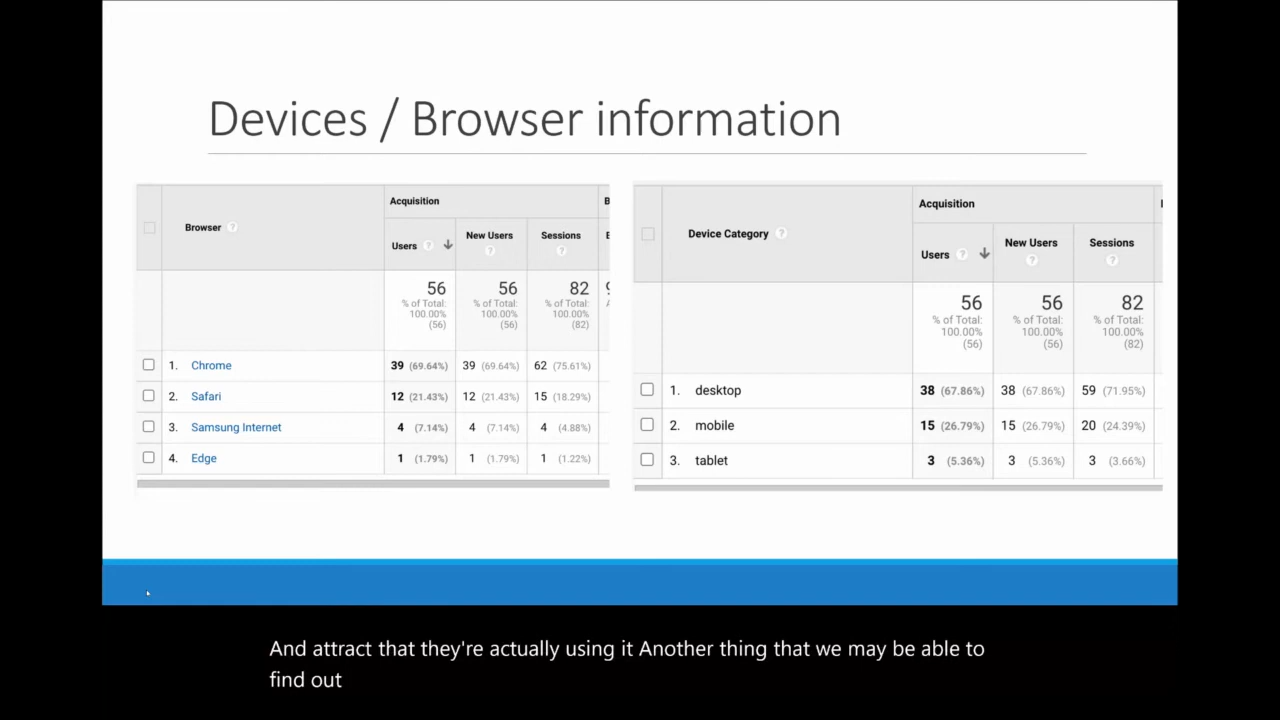 Devices / Browser information
Browser ?
Acquisition
B
Users ?
New Users ?
Sessions ?
E
56
% of Total:
100.00%
(56)
56
% of Total:
100.00%
(56)
82
% of Total:
100.00%
(82)
1. Chrome 39 (69.64%) 39 (69.64%) 62 (75.61%)
2. Safari 12 (21.43%) 12 (21.43%) 15 (18.29%)
3. Samsung Internet 4 (7.14%) 4 (7.14%) 4 (4.88%)
4. Edge 1 (1.79%) 1 (1.79%) 1 (1.22%)
Device Category ?
Acquisition
Users ?
New Users ?
Sessions ?
56
% of Total:
100.00%
(56)
56
% of Total:
100.00%
(56)
82
% of Total:
100.00%
(82)
1. desktop 38 (67.86%) 38 (67.86%) 59 (71.95%)
2. mobile 15 (26.79%) 15 (26.79%) 20 (24.39%)
3. tablet 3 (5.36%) 3 (5.36%) 3 (3.66%)
And attract that they're actually using it Another thing that we may be able to
find out